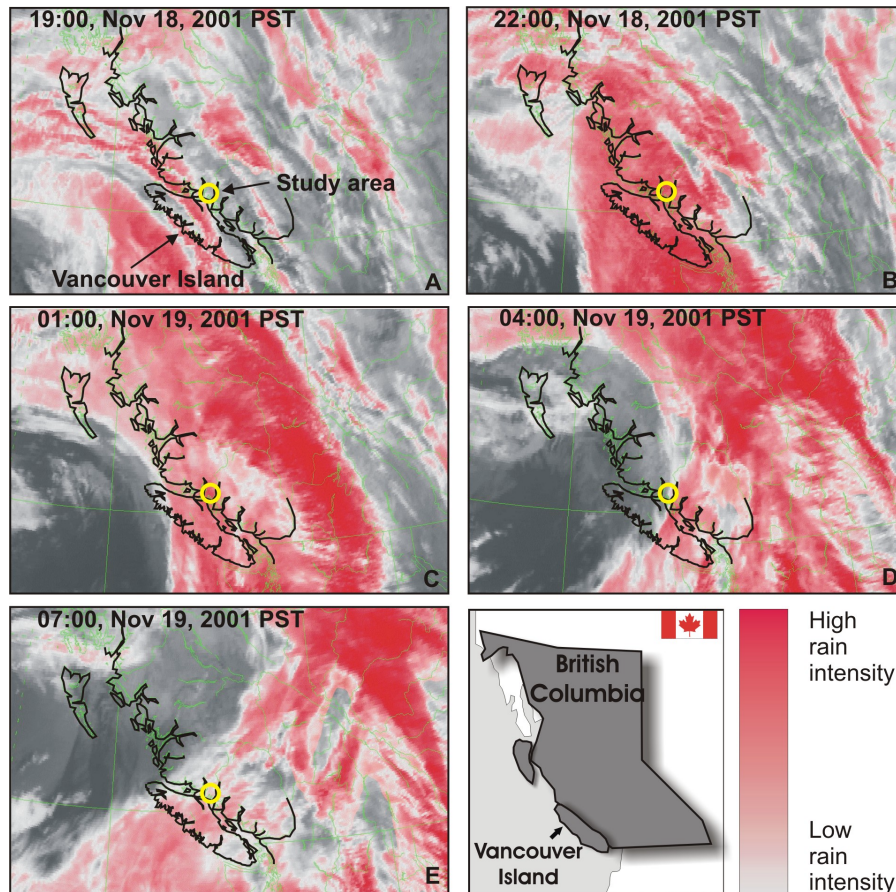 19:00, Nov 18, 2001 PST
Study area
Vancouver Island
A
22:00, Nov 18, 2001 PST
B
01:00, Nov 19, 2001 PST
C
04:00, Nov 19, 2001 PST
D
07:00, Nov 19, 2001 PST
E
British
Columbia
Vancouver
Island
High
rain
intensity
Low
rain
intensity